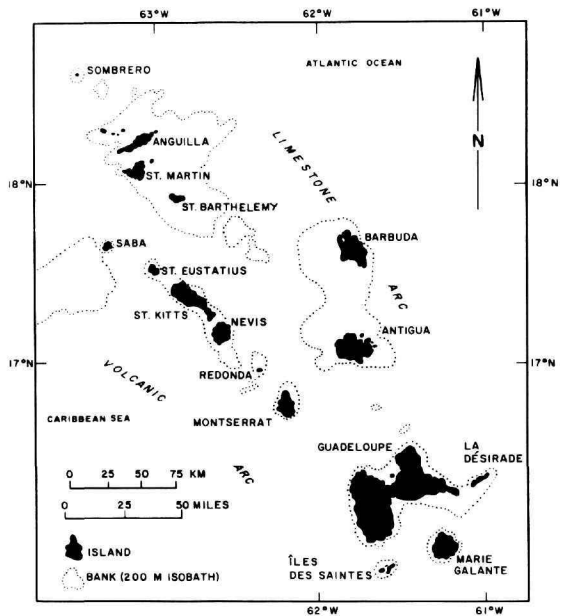 63°W
62°W
61°W
SOMBRERO
ATLANTIC OCEAN
N
ANGUILLA
LIMESTONE
ST. MARTIN
18°N
18°N
ST. BARTHELEMY
BARBUDA
SABA
ST. EUSTATIUS
ARC
ST. KITTS
NEVIS
ANTIGUA
17°N
17°N
REDONDA
VOLCANIC
MONTSERRAT
CARIBBEAN SEA
GUADELOUPE
LA
DÉSIRADE
ARC
0 25 50 75 KM
0 25 50 MILES
ISLAND
BANK (200 M ISOBATH)
ÎLES
DES SAINTES
MARIE
GALANTE
62°W
61°W